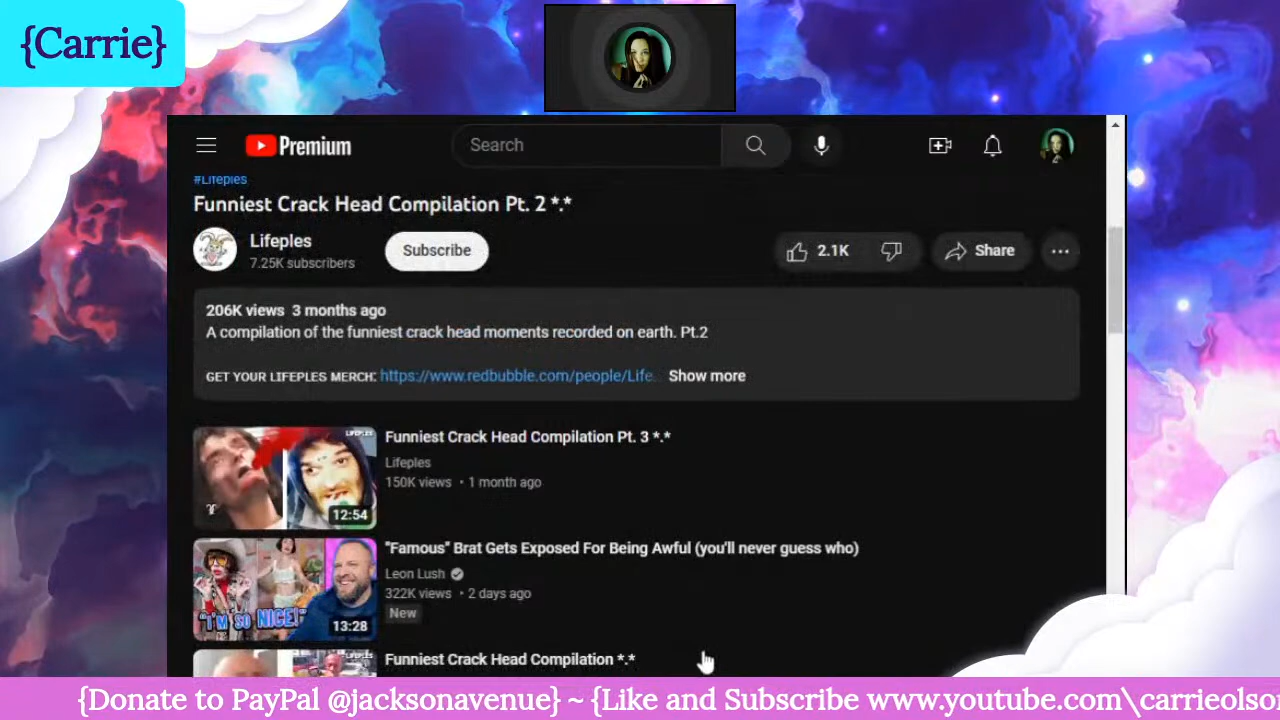 {Carrie}
Premium
Search
#Lifeples
Funniest Crack Head Compilation Pt. 2 *.*
Lifeples
7.25K subscribers
Subscribe
2.1K
Share
206K views 3 months ago
A compilation of the funniest crack head moments recorded on earth. Pt.2
GET YOUR LIFEPLES MERCH: https://www.redbubble.com/people/Life... Show more
LIFEPLES
12:54
Funniest Crack Head Compilation Pt. 3 *.*
Lifeples
150K views • 1 month ago
"I'M SO NICE!"
13:28
"Famous" Brat Gets Exposed For Being Awful (you'll never guess who)
Leon Lush
322K views • 2 days ago
New
LIFEPLES
Funniest Crack Head Compilation *.*
{Donate to PayPal @jacksonavenue} ~ {Like and Subscribe www.youtube.com\carrieolso